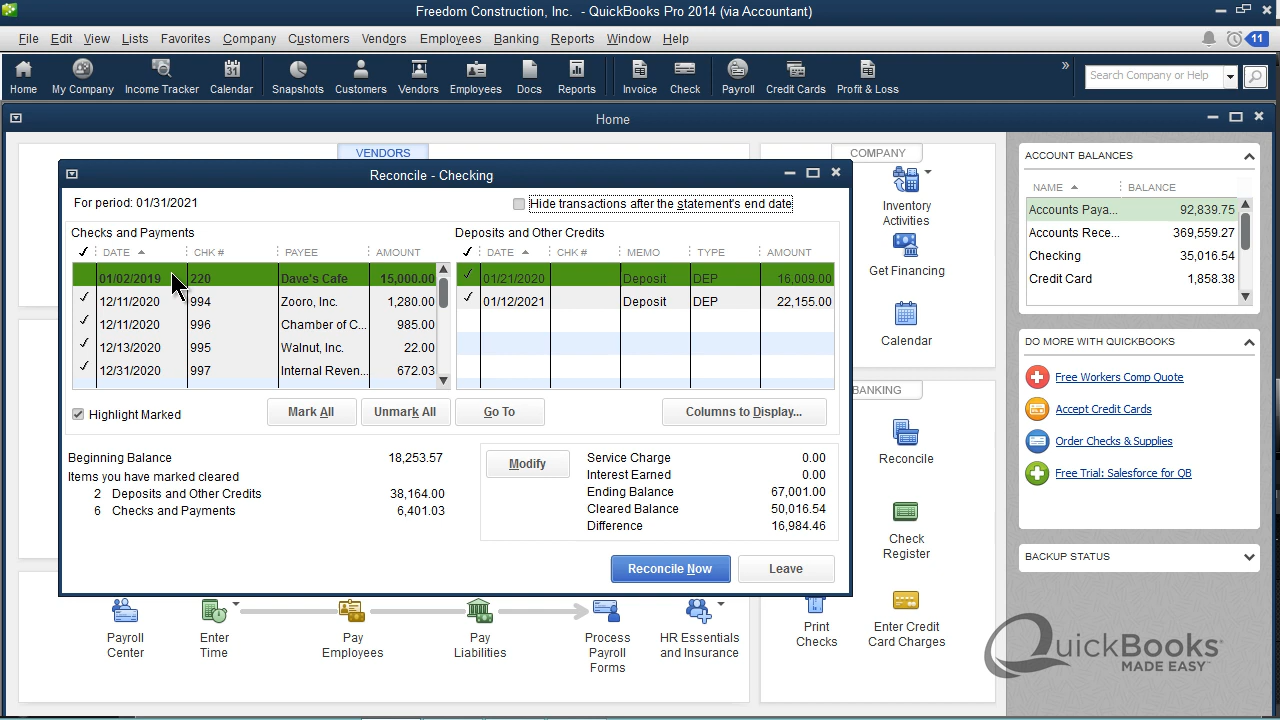 Freedom Construction, Inc. - QuickBooks Pro 2014 (via Accountant)
File Edit View Lists Favorites Company Customers Vendors Employees Banking Reports Window Help 11
Home My Company Income Tracker Calendar Snapshots Customers Vendors Employees Docs Reports Invoice Check Payroll Credit Cards Profit & Loss
Search Company or Help
Home
VENDORS
COMPANY
Inventory Activities
Get Financing
Calendar
BANKING
Reconcile
Check Register
Print Checks
Enter Credit Card Charges
Reconcile - Checking
For period: 01/31/2021
Hide transactions after the statement's end date
Checks and Payments
✓ DATE CHK # PAYEE AMOUNT
01/02/2019 220 Dave's Cafe 15,000.00
✓ 12/11/2020 994 Zooro, Inc. 1,280.00
✓ 12/11/2020 996 Chamber of C... 985.00
✓ 12/13/2020 995 Walnut, Inc. 22.00
✓ 12/31/2020 997 Internal Reven... 672.03
Deposits and Other Credits
✓ DATE CHK # MEMO TYPE AMOUNT
✓ 01/21/2020 Deposit DEP 16,009.00
✓ 01/12/2021 Deposit DEP 22,155.00
Highlight Marked
Mark All Unmark All Go To Columns to Display...
Beginning Balance 18,253.57
Items you have marked cleared
2 Deposits and Other Credits 38,164.00
6 Checks and Payments 6,401.03
Modify
Service Charge 0.00
Interest Earned 0.00
Ending Balance 67,001.00
Cleared Balance 50,016.54
Difference 16,984.46
Reconcile Now Leave
Payroll Center
Enter Time
Pay Employees
Pay Liabilities
Process Payroll Forms
HR Essentials and Insurance
ACCOUNT BALANCES
NAME BALANCE
Accounts Paya... 92,839.75
Accounts Rece... 369,559.27
Checking 35,016.54
Credit Card 1,858.38
DO MORE WITH QUICKBOOKS
Free Workers Comp Quote
Accept Credit Cards
Order Checks & Supplies
Free Trial: Salesforce for QB
BACKUP STATUS
QuickBooks
MADE EASY™